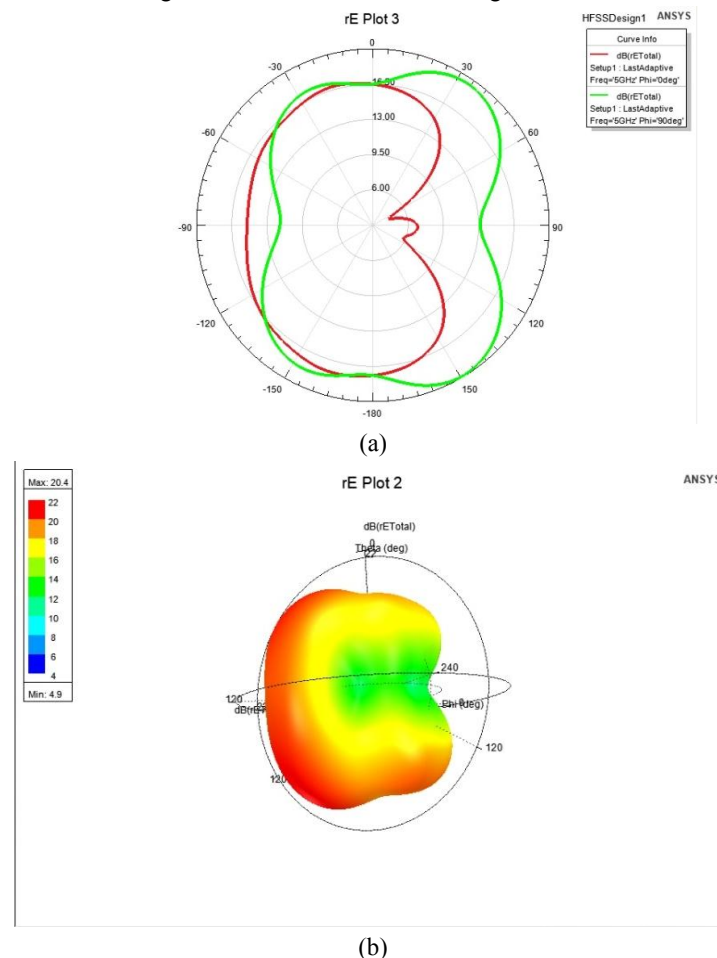 rE Plot 3
HFSSDesign1 ANSYS
Curve Info
dB(rETotal)
Setup1 : LastAdaptive
Freq='5GHz' Phi='0deg'
dB(rETotal)
Setup1 : LastAdaptive
Freq='5GHz' Phi='90deg'
0
-30 30
-60 60
-90 90
-120 120
-150 150
-180
13.00
9.50
6.00
(a)
rE Plot 2
ANSYS
Max: 20.4
22
20
18
16
14
12
10
8
6
4
Min: 4.9
dB(rETotal)
(deg)
240
Phi (deg)
120
120
120
(b)